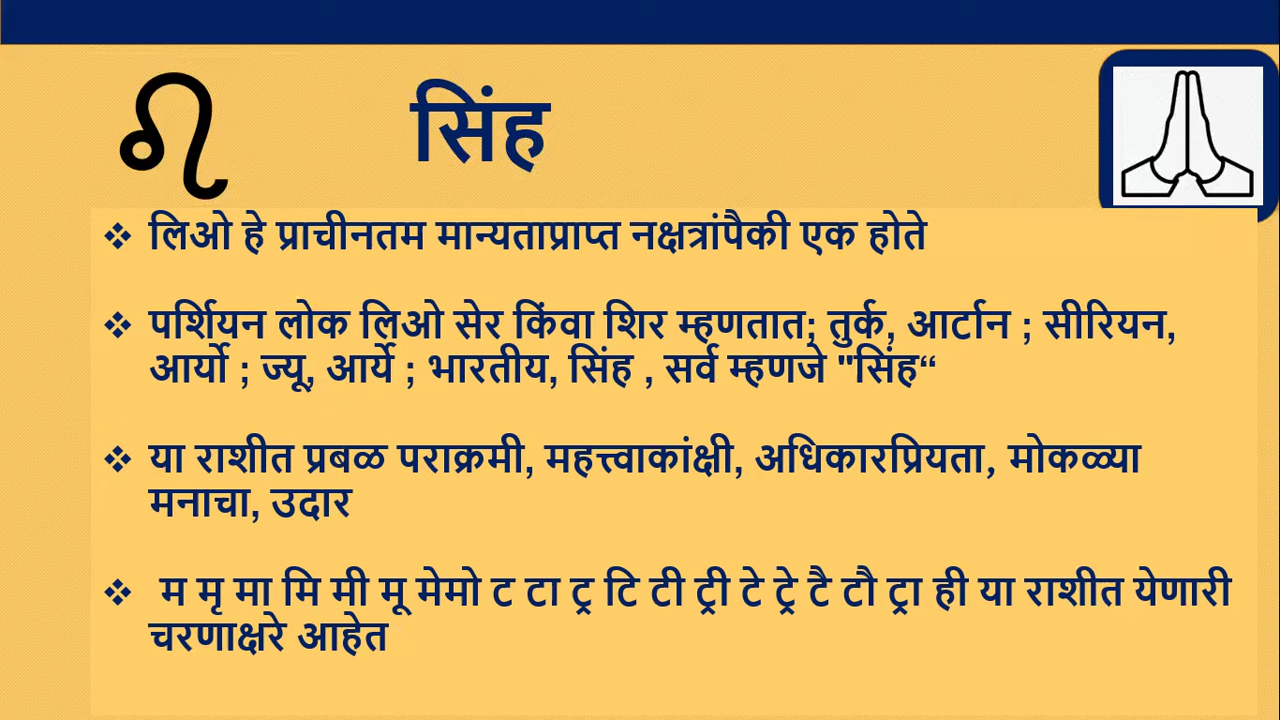 सिंह
❖ लिओ हे प्राचीनतम मान्यताप्राप्त नक्षत्रांपैकी एक होते
❖ पर्शियन लोक लिओ सेर किंवा शिर म्हणतात; तुर्क, आर्टान ; सीरियन,
आर्यो ; ज्यू, आर्ये ; भारतीय, सिंह , सर्व म्हणजे "सिंह“
❖ या राशीत प्रबळ पराक्रमी, महत्त्वाकांक्षी, अधिकारप्रियता, मोकळ्या
मनाचा, उदार
❖ म मृ मा मि मी मू मेमो ट टा ट्र टि टी ट्री टे ट्रे टै टौ ट्रा ही या राशीत येणारी
चरणाक्षरे आहेत